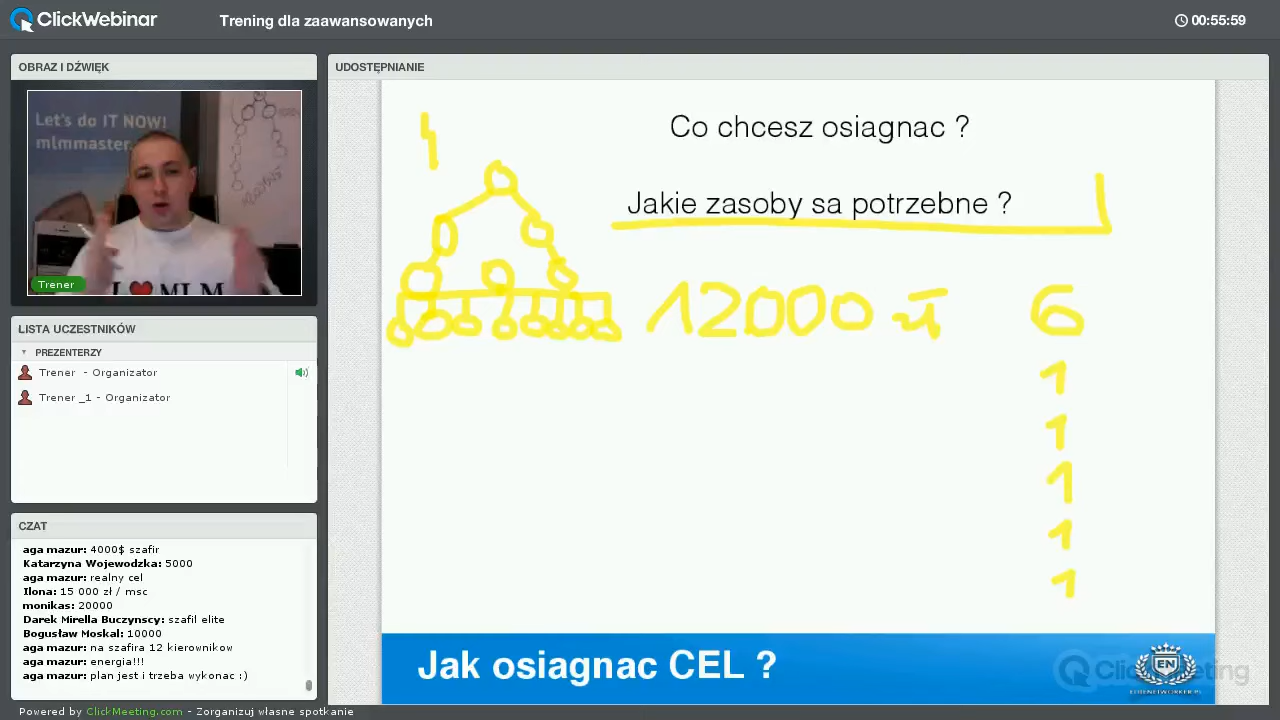 ClickWebinar
Trening dla zaawansowanych
00:55:59
OBRAZ I DŹWIĘK
Let's do IT NOW!
mlmmaster.
Trener
I ❤ MLM
LISTA UCZESTNIKÓW
PREZENTERZY
Trener - Organizator
Trener _1 - Organizator
CZAT
aga mazur: 4000$ szafir
Katarzyna Wojewodzka: 5000
aga mazur: realny cel
Ilona: 15 000 zł / msc
monikas: 20000
Darek Mirella Buczynscy: szafil elite
Bogusław Moskal: 10000
aga mazur: na szafira 12 kierownikow
aga mazur: energia!!!
aga mazur: plan jest i trzeba wykonac :)
UDOSTĘPNIANIE
Co chcesz osiagnac ?
Jakie zasoby sa potrzebne ?
12000 zł 6
1
1
1
1
1
Jak osiagnac CEL ?
EN
ClickMeeting
Powered by ClickMeeting.com - Zorganizuj własne spotkanie